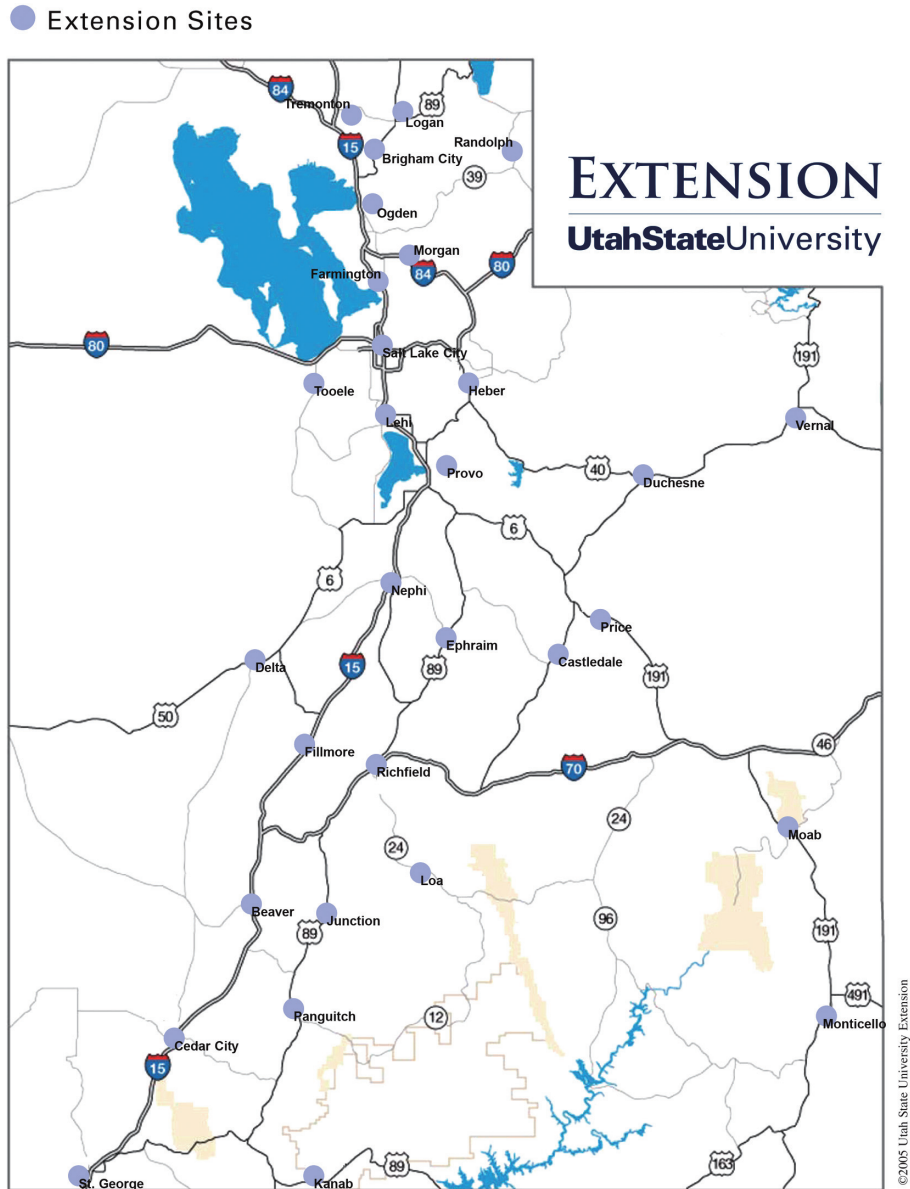 Extension Sites
84
Tremonton
89
Logan
15
Brigham City
Randolph
39
Ogden
EXTENSION
UtahStateUniversity
Morgan
84
80
Farmington
80
Salt Lake City
191
Tooele
Heber
Lehi
Vernal
Provo
40
Duchesne
6
6
Nephi
Price
Ephraim
Castledale
Delta
15
89
191
50
Fillmore
46
Richfield
70
24
Moab
24
Loa
Beaver
Junction
96
89
191
491
Panguitch
12
Monticello
Cedar City
15
89
163
St. George
Kanab
©2005 Utah State University Extension